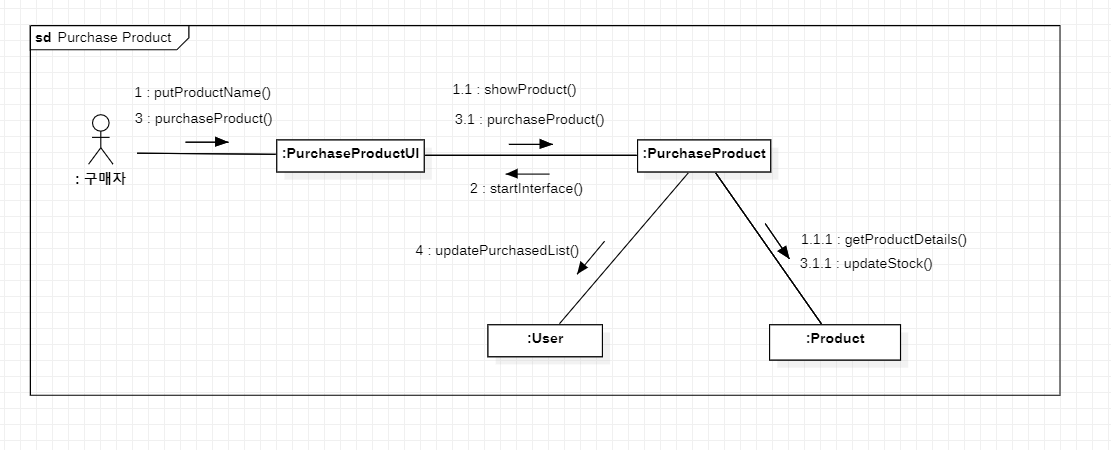 sd Purchase Product
1 : putProductName()
3 : purchaseProduct()
: 구매자
:PurchaseProductUI
1.1 : showProduct()
3.1 : purchaseProduct()
2 : startInterface()
:PurchaseProduct
4 : updatePurchasedList()
1.1.1 : getProductDetails()
3.1.1 : updateStock()
:User
:Product